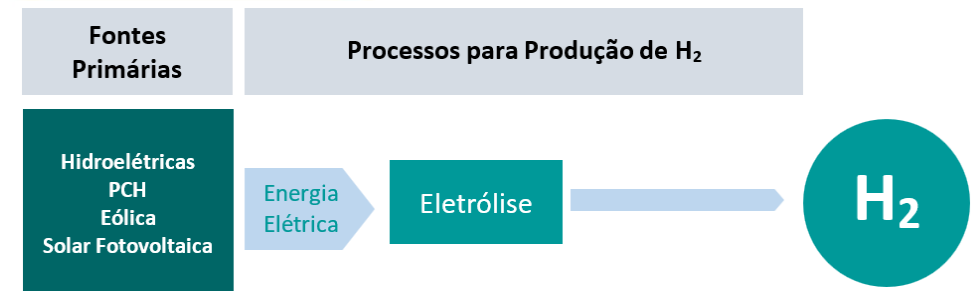 Fontes
Primárias
Processos para Produção de H₂
Hidroelétricas
PCH
Eólica
Solar Fotovoltaica
Energia
Elétrica
Eletrólise
H₂